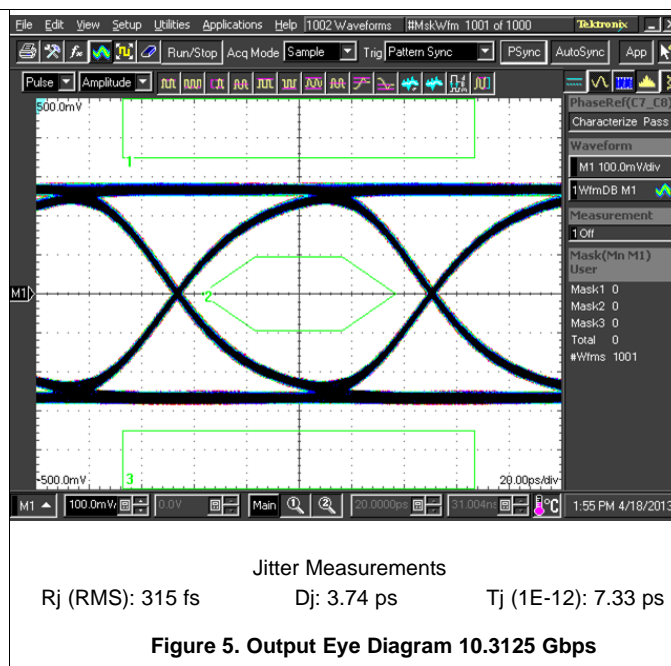 File Edit View Setup Utilities Applications Help 1002 Waveforms #MskWfm 1001 of 1000 Tektronix
Run/Stop Acq Mode Sample Trig Pattern Sync PSync AutoSync App
Pulse Amplitude
PhaseRef(C7_C8)
Characterize Pass
Waveform
M1 100.0mV/div
1WfmDB M1
Measurement
1 Off
Mask(Mn M1)
User
Mask1 0
Mask2 0
Mask3 0
Total 0
#Wfms 1001
500.0mV
1
M1
2
3
-500.0mV
20.00ps/div
M1 100.0mV/ 0.0V Main 1 2 20.0000ps 31.004ns °C 1:55 PM 4/18/2013
Jitter Measurements
Rj (RMS): 315 fs Dj: 3.74 ps Tj (1E-12): 7.33 ps
Figure 5. Output Eye Diagram 10.3125 Gbps